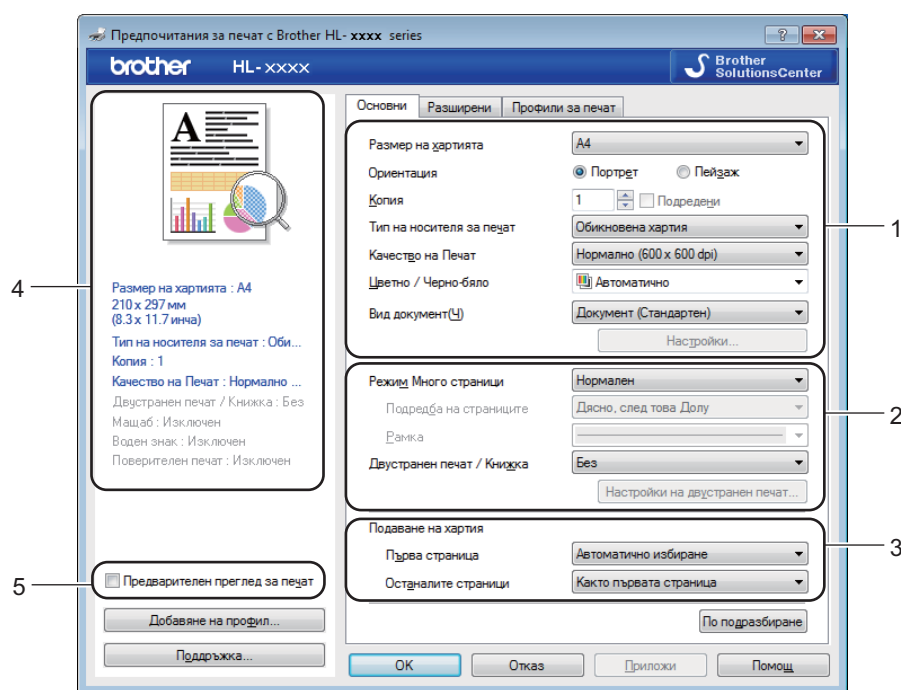 Предпочитания за печат с Brother HL- xxxx series
brother HL-xxxx
Brother
SolutionsCenter
Основни Разширени Профили за печат
A
Размер на хартията A4
Ориентация Портрет Пейзаж
Копия 1 Подредени
Тип на носителя за печат Обикновена хартия
Качество на Печат Нормално (600 x 600 dpi)
Цветно / Черно-бяло Автоматично
Вид документ(Ч) Документ (Стандартен)
Настройки...
1
4
Размер на хартията : A4
210 x 297 мм
(8.3 x 11.7 инча)
Тип на носителя за печат : Оби...
Копия : 1
Качество на Печат : Нормално ...
Двустранен печат / Книжка : Без
Мащаб : Изключен
Воден знак : Изключен
Поверителен печат : Изключен
Режим Много страници Нормален
Подредба на страниците Дясно, след това Долу
Рамка
Двустранен печат / Книжка Без
Настройки на двустранен печат...
2
Подаване на хартия
Първа страница Автоматично избиране
Останалите страници Както първата страница
3
5
Предварителен преглед за печат
Добавяне на профил...
Поддръжка...
По подразбиране
OK Отказ Приложи Помощ